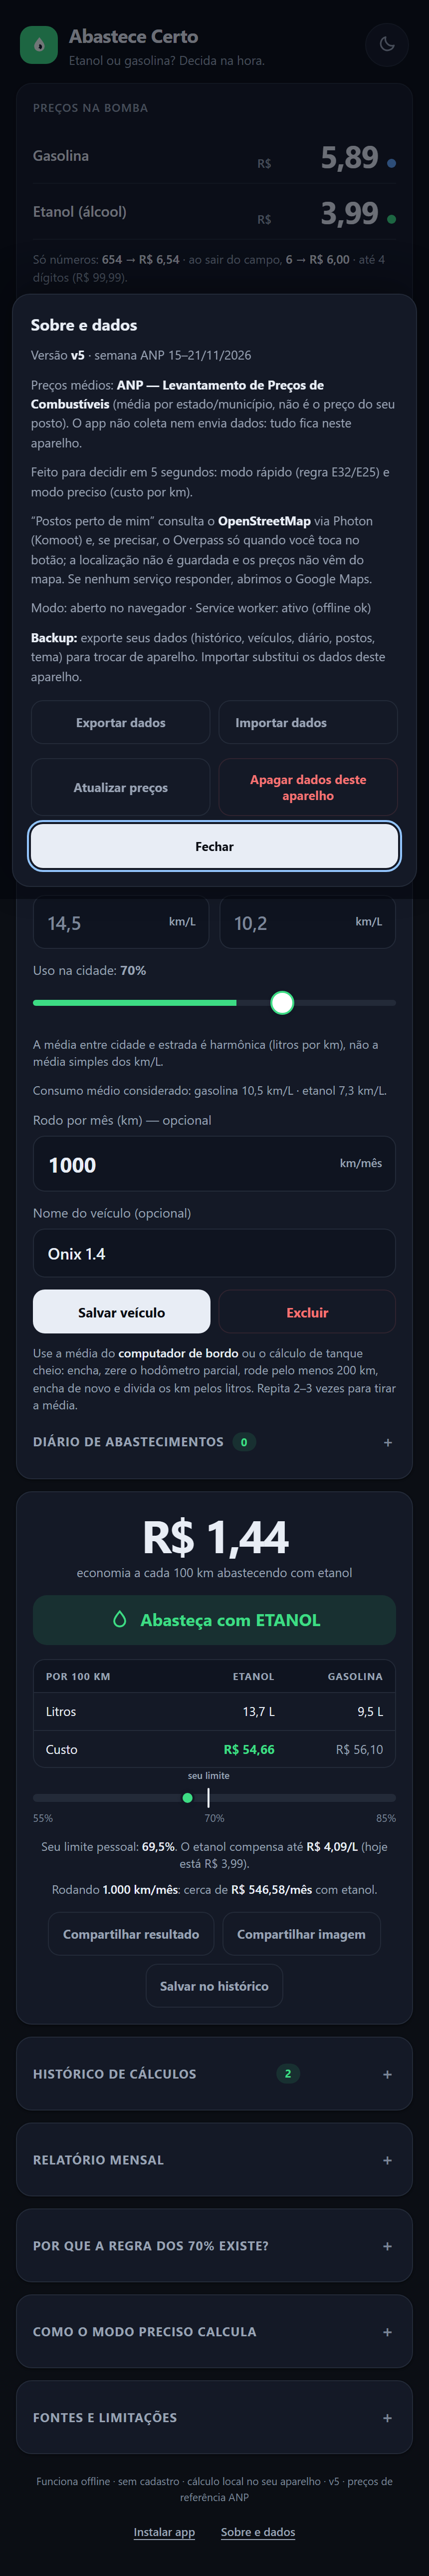 Abastece Certo
Etanol ou gasolina? Decida na hora.
PREÇOS NA BOMBA
Gasolina R$ 5,89
Etanol (álcool) R$ 3,99
Só números: 654 → R$ 6,54 · ao sair do campo, 6 → R$ 6,00 · até 4
dígitos (R$ 99,99).
Sobre e dados
Versão v5 · semana ANP 15–21/11/2026
Preços médios: ANP — Levantamento de Preços de
Combustíveis (média por estado/município, não é o preço do seu
posto). O app não coleta nem envia dados: tudo fica neste
aparelho.
Feito para decidir em 5 segundos: modo rápido (regra E32/E25) e
modo preciso (custo por km).
“Postos perto de mim” consulta o OpenStreetMap via Photon
(Komoot) e, se precisar, o Overpass só quando você toca no
botão; a localização não é guardada e os preços não vêm do
mapa. Se nenhum serviço responder, abrimos o Google Maps.
Modo: aberto no navegador · Service worker: ativo (offline ok)
Backup: exporte seus dados (histórico, veículos, diário, postos,
tema) para trocar de aparelho. Importar substitui os dados deste
aparelho.
Exportar dados Importar dados
Atualizar preços Apagar dados deste
aparelho
Fechar
14,5 km/L 10,2 km/L
Uso na cidade: 70%
A média entre cidade e estrada é harmônica (litros por km), não a
média simples dos km/L.
Consumo médio considerado: gasolina 10,5 km/L · etanol 7,3 km/L.
Rodo por mês (km) — opcional
1000 km/mês
Nome do veículo (opcional)
Onix 1.4
Salvar veículo Excluir
Use a média do computador de bordo ou o cálculo de tanque
cheio: encha, zere o hodômetro parcial, rode pelo menos 200 km,
encha de novo e divida os km pelos litros. Repita 2–3 vezes para tirar
a média.
DIÁRIO DE ABASTECIMENTOS 0 +
R$ 1,44
economia a cada 100 km abastecendo com etanol
Abasteça com ETANOL
POR 100 KM ETANOL GASOLINA
Litros 13,7 L 9,5 L
Custo R$ 54,66 R$ 56,10
seu limite
55% 70% 85%
Seu limite pessoal: 69,5%. O etanol compensa até R$ 4,09/L (hoje
está R$ 3,99).
Rodando 1.000 km/mês: cerca de R$ 546,58/mês com etanol.
Compartilhar resultado Compartilhar imagem
Salvar no histórico
HISTÓRICO DE CÁLCULOS 2 +
RELATÓRIO MENSAL +
POR QUE A REGRA DOS 70% EXISTE? +
COMO O MODO PRECISO CALCULA +
FONTES E LIMITAÇÕES +
Funciona offline · sem cadastro · cálculo local no seu aparelho · v5 · preços de
referência ANP
Instalar app Sobre e dados